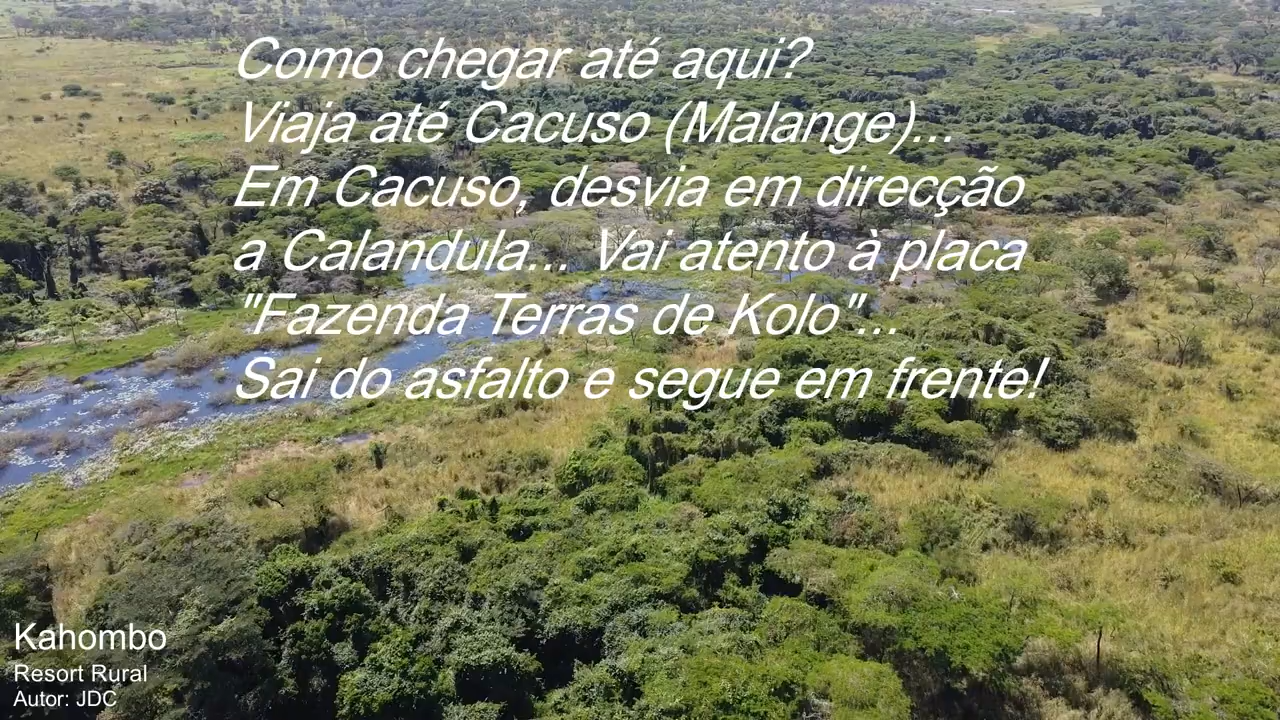 Como chegar até aqui?
Viaja até Cacuso (Malange)...
Em Cacuso, desvia em direcção
a Calandula... Vai atento à placa
"Fazenda Terras de Kolo"...
Sai do asfalto e segue em frente!
Kahombo
Resort Rural
Autor: JDC